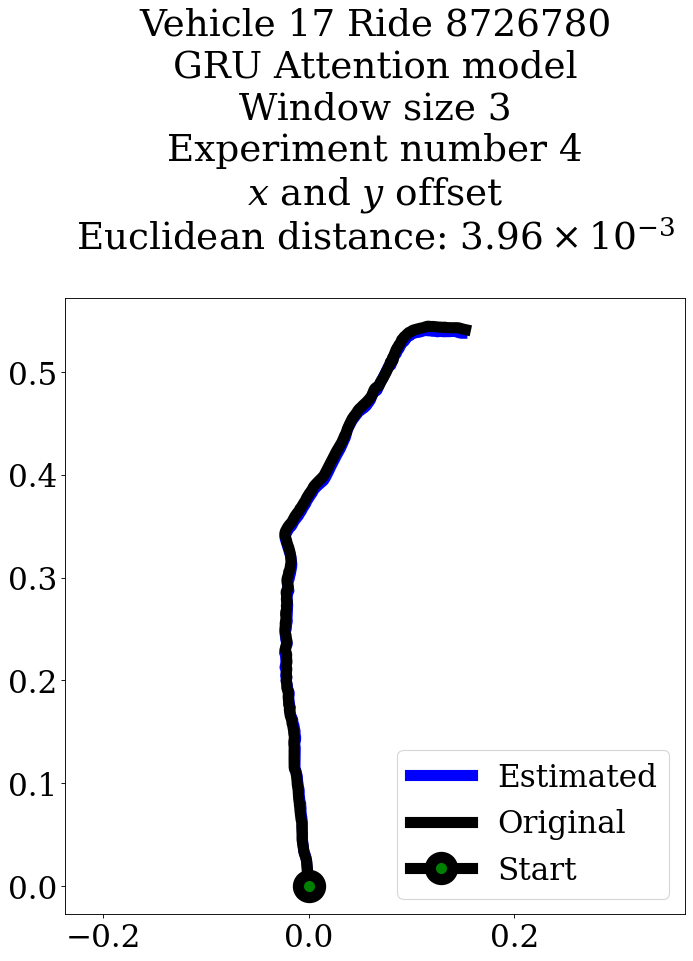 Vehicle 17 Ride 8726780
GRU Attention model
Window size 3
Experiment number 4
x and y offset
Euclidean distance: 3.96 × 10⁻³
0.5
0.4
0.3
0.2
0.1
0.0
−0.2
0.0
0.2
Estimated
Original
Start